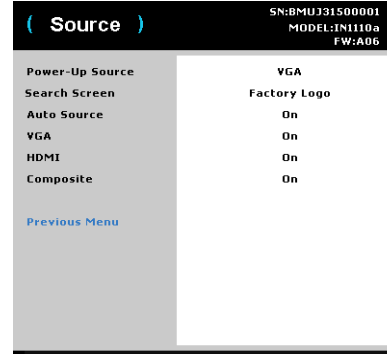 ( Source )
SN:BMUJ31500001
MODEL:IN1110a
FW:A06
Power-Up Source VGA
Search Screen Factory Logo
Auto Source On
VGA On
HDMI On
Composite On
Previous Menu